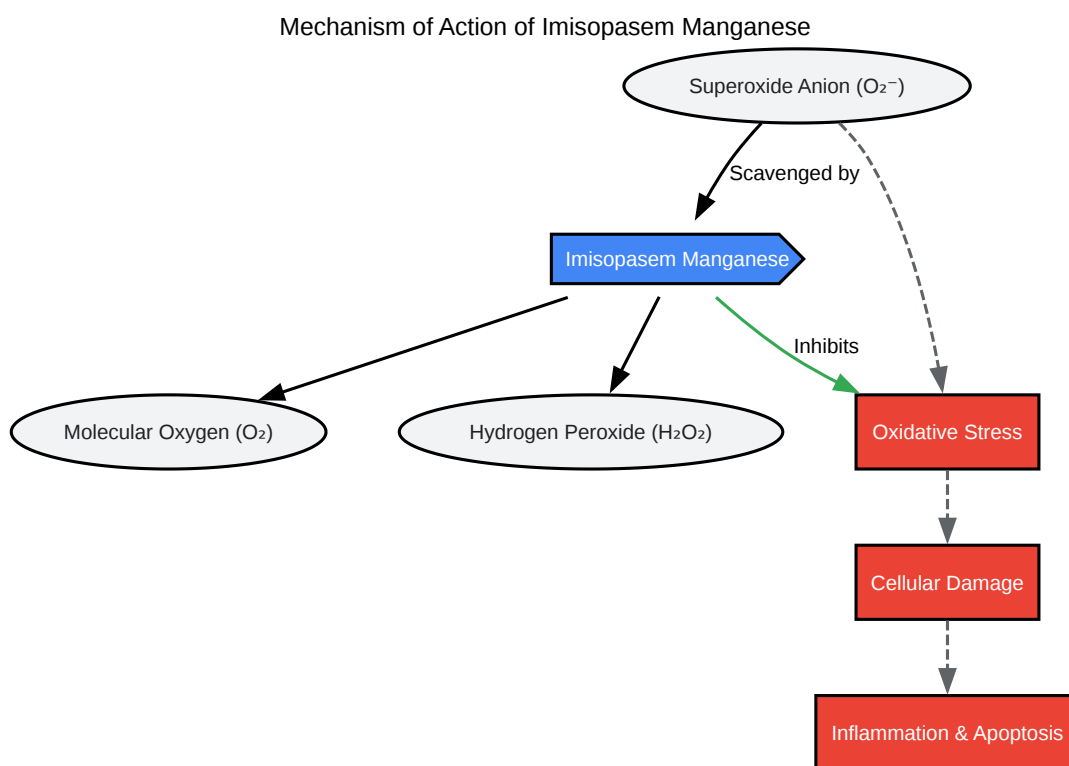 Mechanism of Action of Imisopasem Manganese
Superoxide Anion (O₂⁻)
Scavenged by
Imisopasem Manganese
Inhibits
Molecular Oxygen (O₂)
Hydrogen Peroxide (H₂O₂)
Oxidative Stress
Cellular Damage
Inflammation & Apoptosis